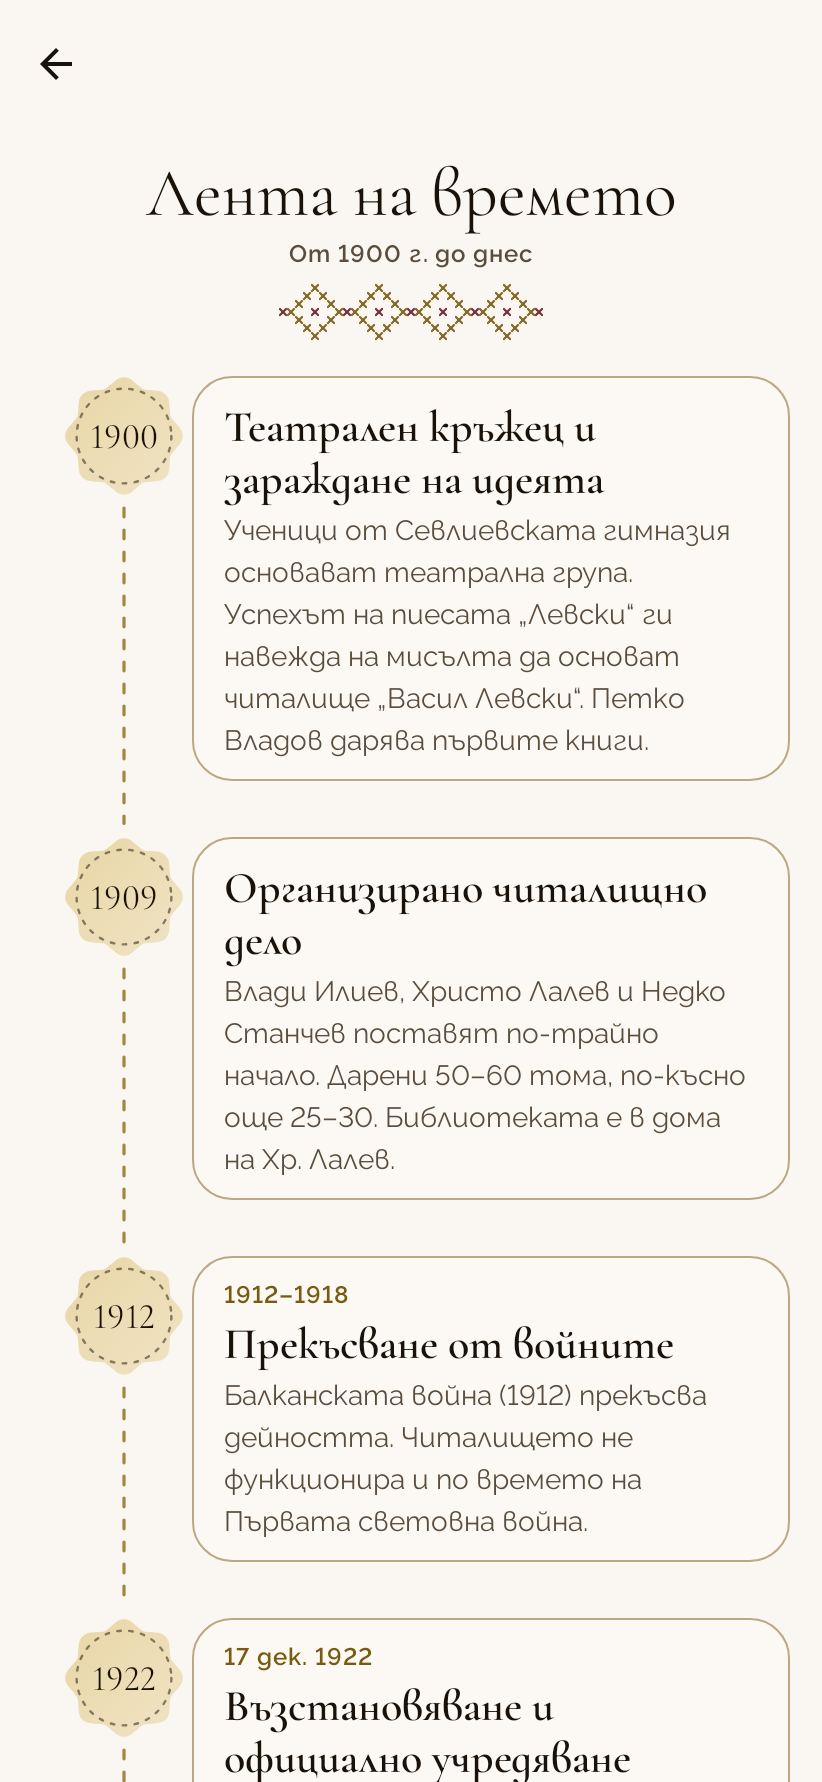 Лента на времето
От 1900 г. до днес
1900
Театрален кръжец и
зараждане на идеята
Ученици от Севлиевската гимназия
основават театрална група.
Успехът на пиесата „Левски“ ги
навежда на мисълта да основат
читалище „Васил Левски“. Петко
Владов дарява първите книги.
1909
Организирано читалищно
дело
Влади Илиев, Христо Лалев и Недко
Станчев поставят по-трайно
начало. Дарени 50–60 тома, по-късно
още 25–30. Библиотеката е в дома
на Хр. Лалев.
1912
1912–1918
Прекъсване от войните
Балканската война (1912) прекъсва
дейността. Читалището не
функционира и по времето на
Първата световна война.
1922
17 дек. 1922
Възстановяване и
официално учредяване